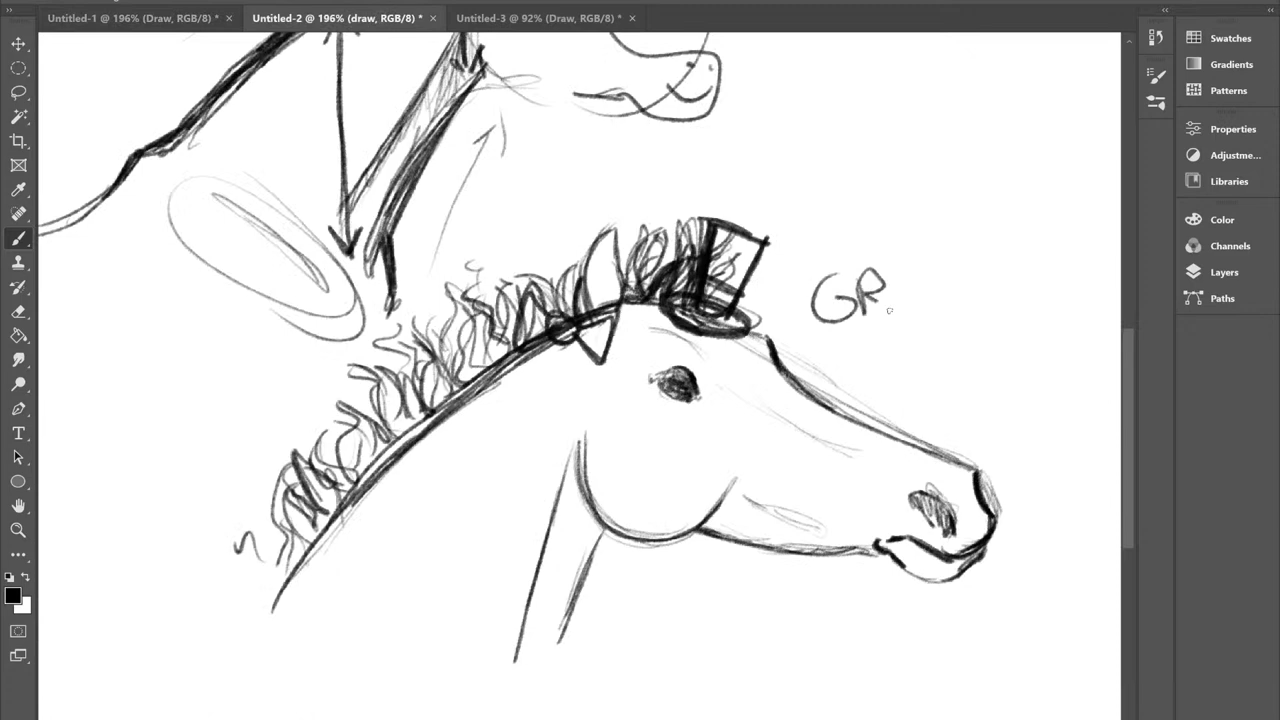 Untitled-1 @ 196% (Draw, RGB/8) * × Untitled-2 @ 196% (draw, RGB/8) * × Untitled-3 @ 92% (RGB/8) * ×
Swatches
Gradients
Patterns
Properties
Adjustme...
Libraries
Color
Channels
Layers
Paths
GR